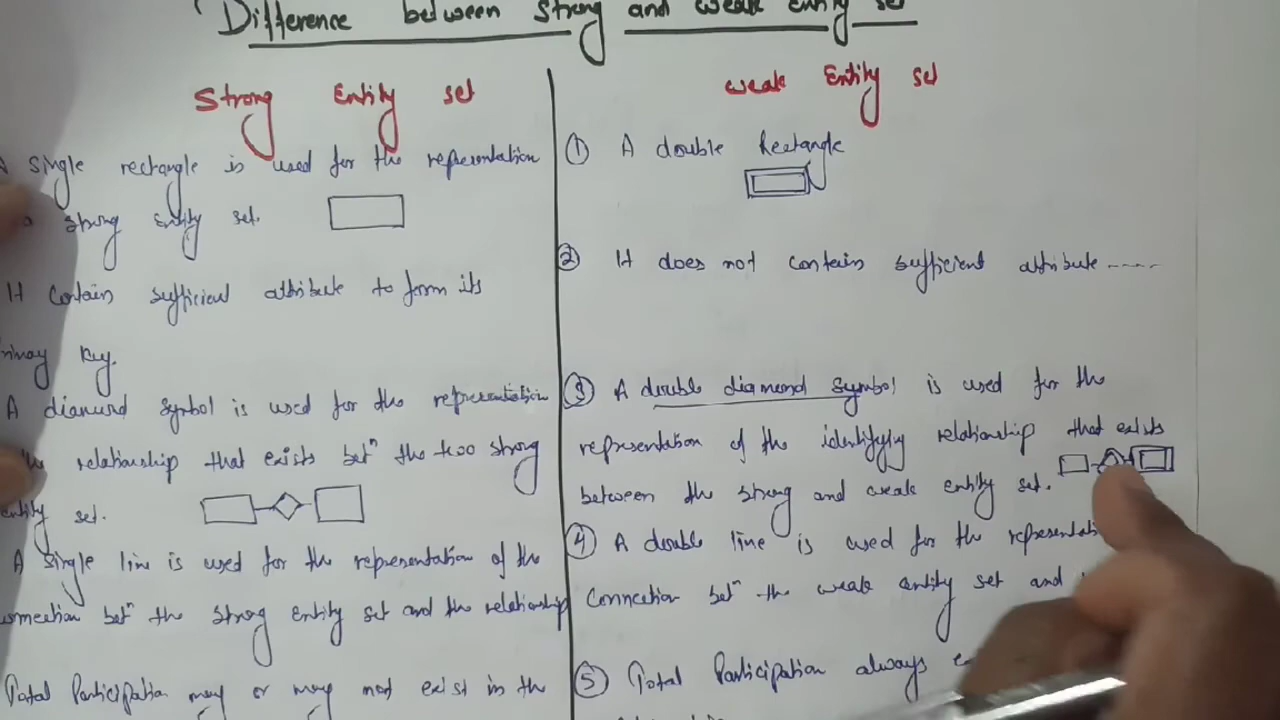 Difference between Strong and weak Entity set
Strong Entity set
A single rectangle is used for the representation
strong Entity set.
It contain sufficient attribute to form its
key.
A diamond symbol is used for the representation
the relationship that exists betn the two strong
entity set.
A single line is used for the representation of the
connection betn the strong entity set and the relationship
Total Participation may or may not exist in the
weak Entity set
① A double Rectangle
② It does not contain sufficient attribute .....
③ A double diamond symbol is used for the
representation of the identifying relationship that exists
between the strong and weak entity set.
④ A double line is used for the
Connection betn the weak entity set and
⑤ Total Participation always